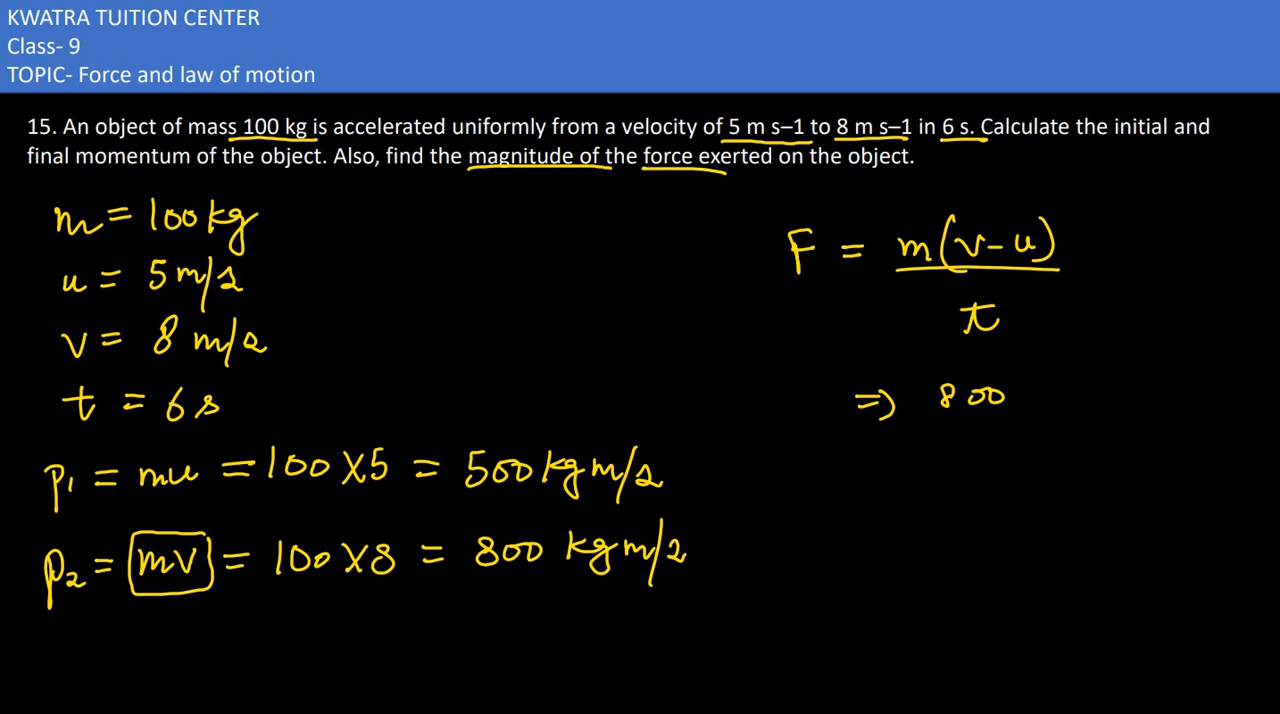 KWATRA TUITION CENTER
Class- 9
TOPIC- Force and law of motion
15. An object of mass 100 kg is accelerated uniformly from a velocity of 5 m s–1 to 8 m s–1 in 6 s. Calculate the initial and
final momentum of the object. Also, find the magnitude of the force exerted on the object.
m = 100 kg
u = 5 m/s
v = 8 m/s
t = 6 s
p1 = mu = 100 X 5 = 500 kg m/s
p2 = mv = 100 X 8 = 800 kg m/s
F = m(v-u)
t
=> 800